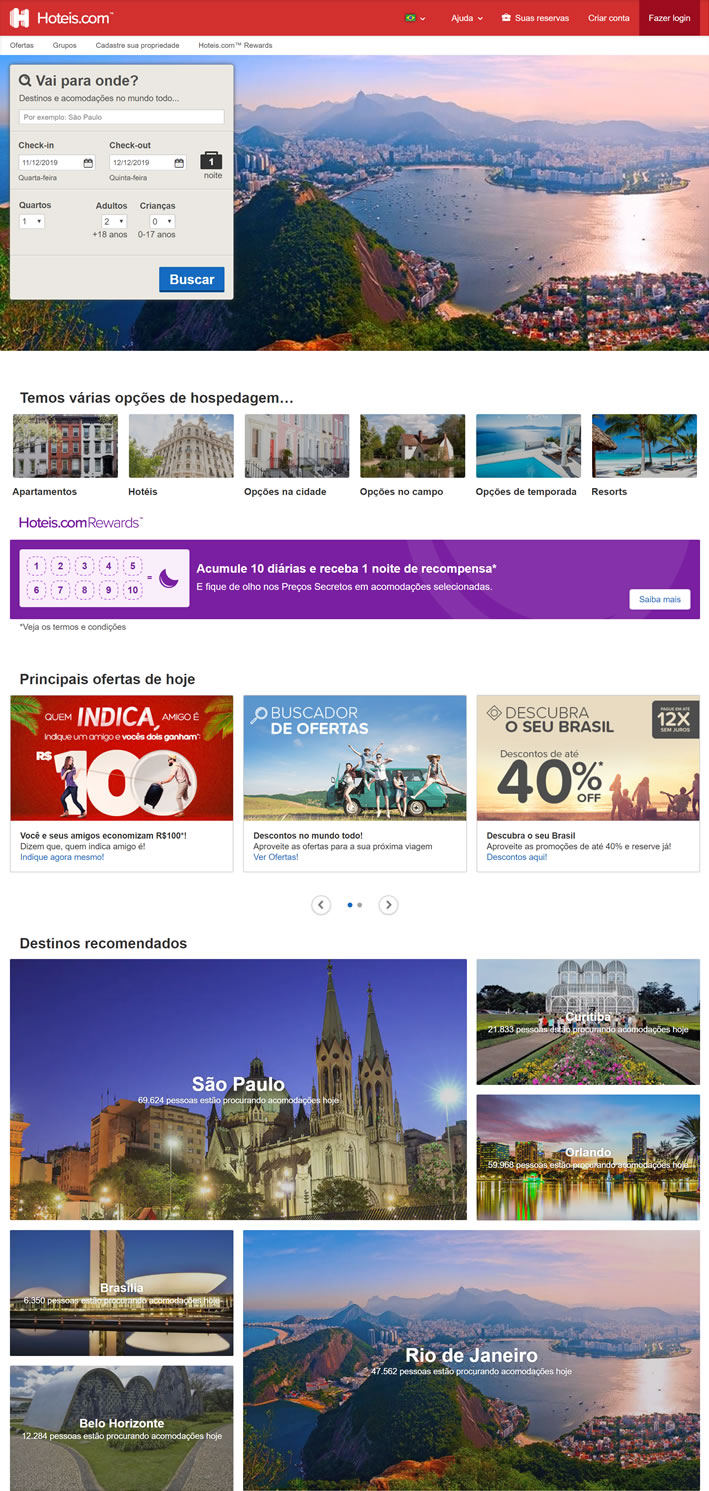 Hoteis.com™
Ajuda
Suas reservas
Criar conta
Fazer login
Ofertas
Grupos
Cadastre sua propriedade
Hoteis.com™ Rewards
Vai para onde?
Destinos e acomodações no mundo todo...
Por exemplo: São Paulo
Check-in
Check-out
11/12/2019
12/12/2019
1
Quarta-feira
Quinta-feira
noite
Quartos
Adultos
Crianças
1
2
0
+18 anos
0-17 anos
Buscar
Temos várias opções de hospedagem…
Apartamentos
Hotéis
Opções na cidade
Opções no campo
Opções de temporada
Resorts
Hoteis.comRewards™
1 2 3 4 5
6 7 8 9 10
=
Acumule 10 diárias e receba 1 noite de recompensa*
E fique de olho nos Preços Secretos em acomodações selecionadas.
Saiba mais
*Veja os termos e condições
Principais ofertas de hoje
QUEM INDICA, AMIGO É
Indique um amigo e vocês dois ganham*:
R$100
BUSCADOR
DE OFERTAS
DESCUBRA
O SEU BRASIL
PAGUE EM ATÉ
12X
SEM JUROS
Descontos de até
40%*
OFF
Você e seus amigos economizam R$100*!
Dizem que, quem indica amigo é!
Indique agora mesmo!
Descontos no mundo todo!
Aproveite as ofertas para a sua próxima viagem
Ver Ofertas!
Descubra o seu Brasil
Aproveite as promoções de até 40% e reserve já!
Descontos aqui!
Destinos recomendados
São Paulo
69.624 pessoas estão procurando acomodações hoje
Curitiba
21.833 pessoas estão procurando acomodações hoje
Orlando
59.968 pessoas estão procurando acomodações hoje
Brasília
6.350 pessoas estão procurando acomodações hoje
Rio de Janeiro
47.562 pessoas estão procurando acomodações hoje
Belo Horizonte
12.284 pessoas estão procurando acomodações hoje